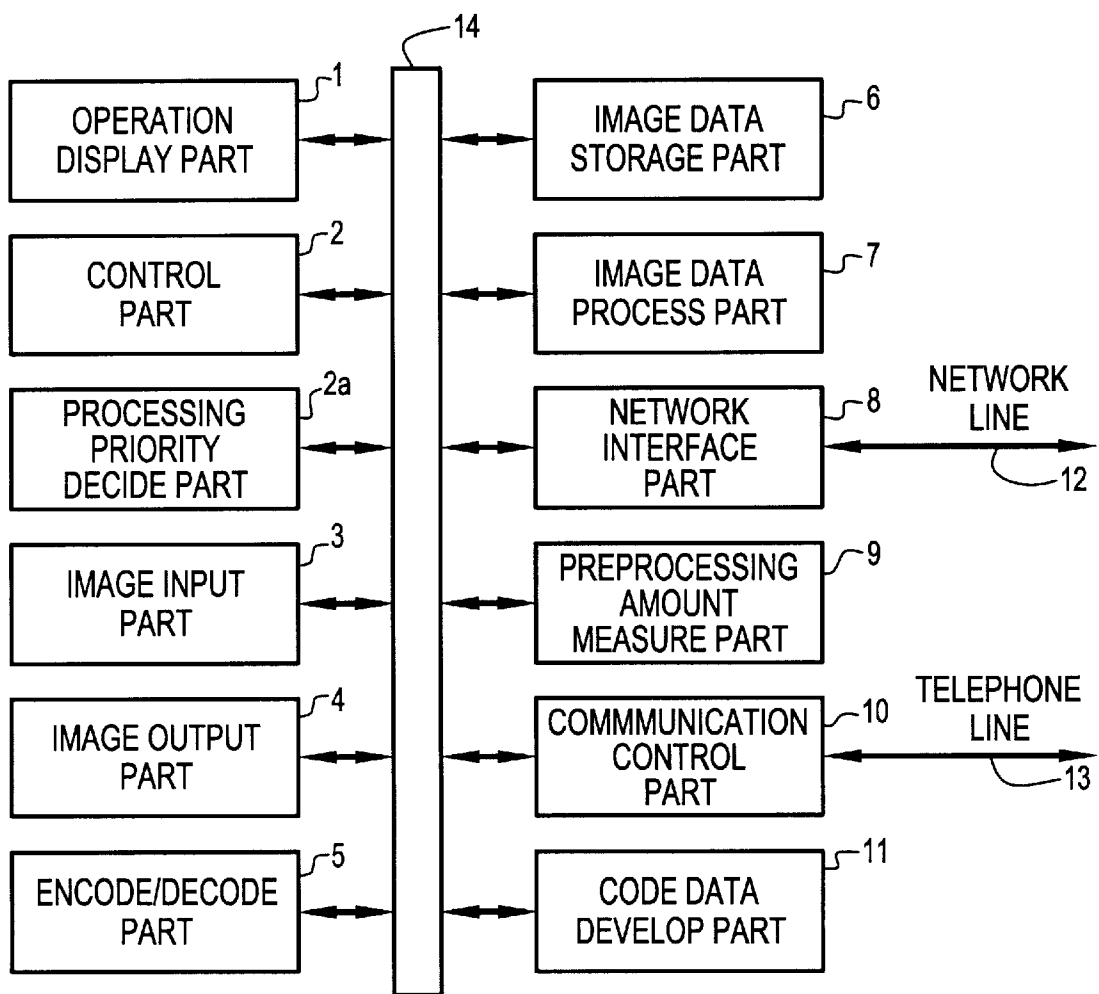 14
1
OPERATION
DISPLAY PART
2
CONTROL
PART
2a
PROCESSING
PRIORITY
DECIDE PART
3
IMAGE INPUT
PART
4
IMAGE OUTPUT
PART
5
ENCODE/DECODE
PART
6
IMAGE DATA
STORAGE PART
7
IMAGE DATA
PROCESS PART
8
NETWORK
INTERFACE
PART
NETWORK
LINE
12
9
PREPROCESSING
AMOUNT
MEASURE PART
10
COMMMUNICATION
CONTROL
PART
TELEPHONE
LINE
13
11
CODE DATA
DEVELOP PART